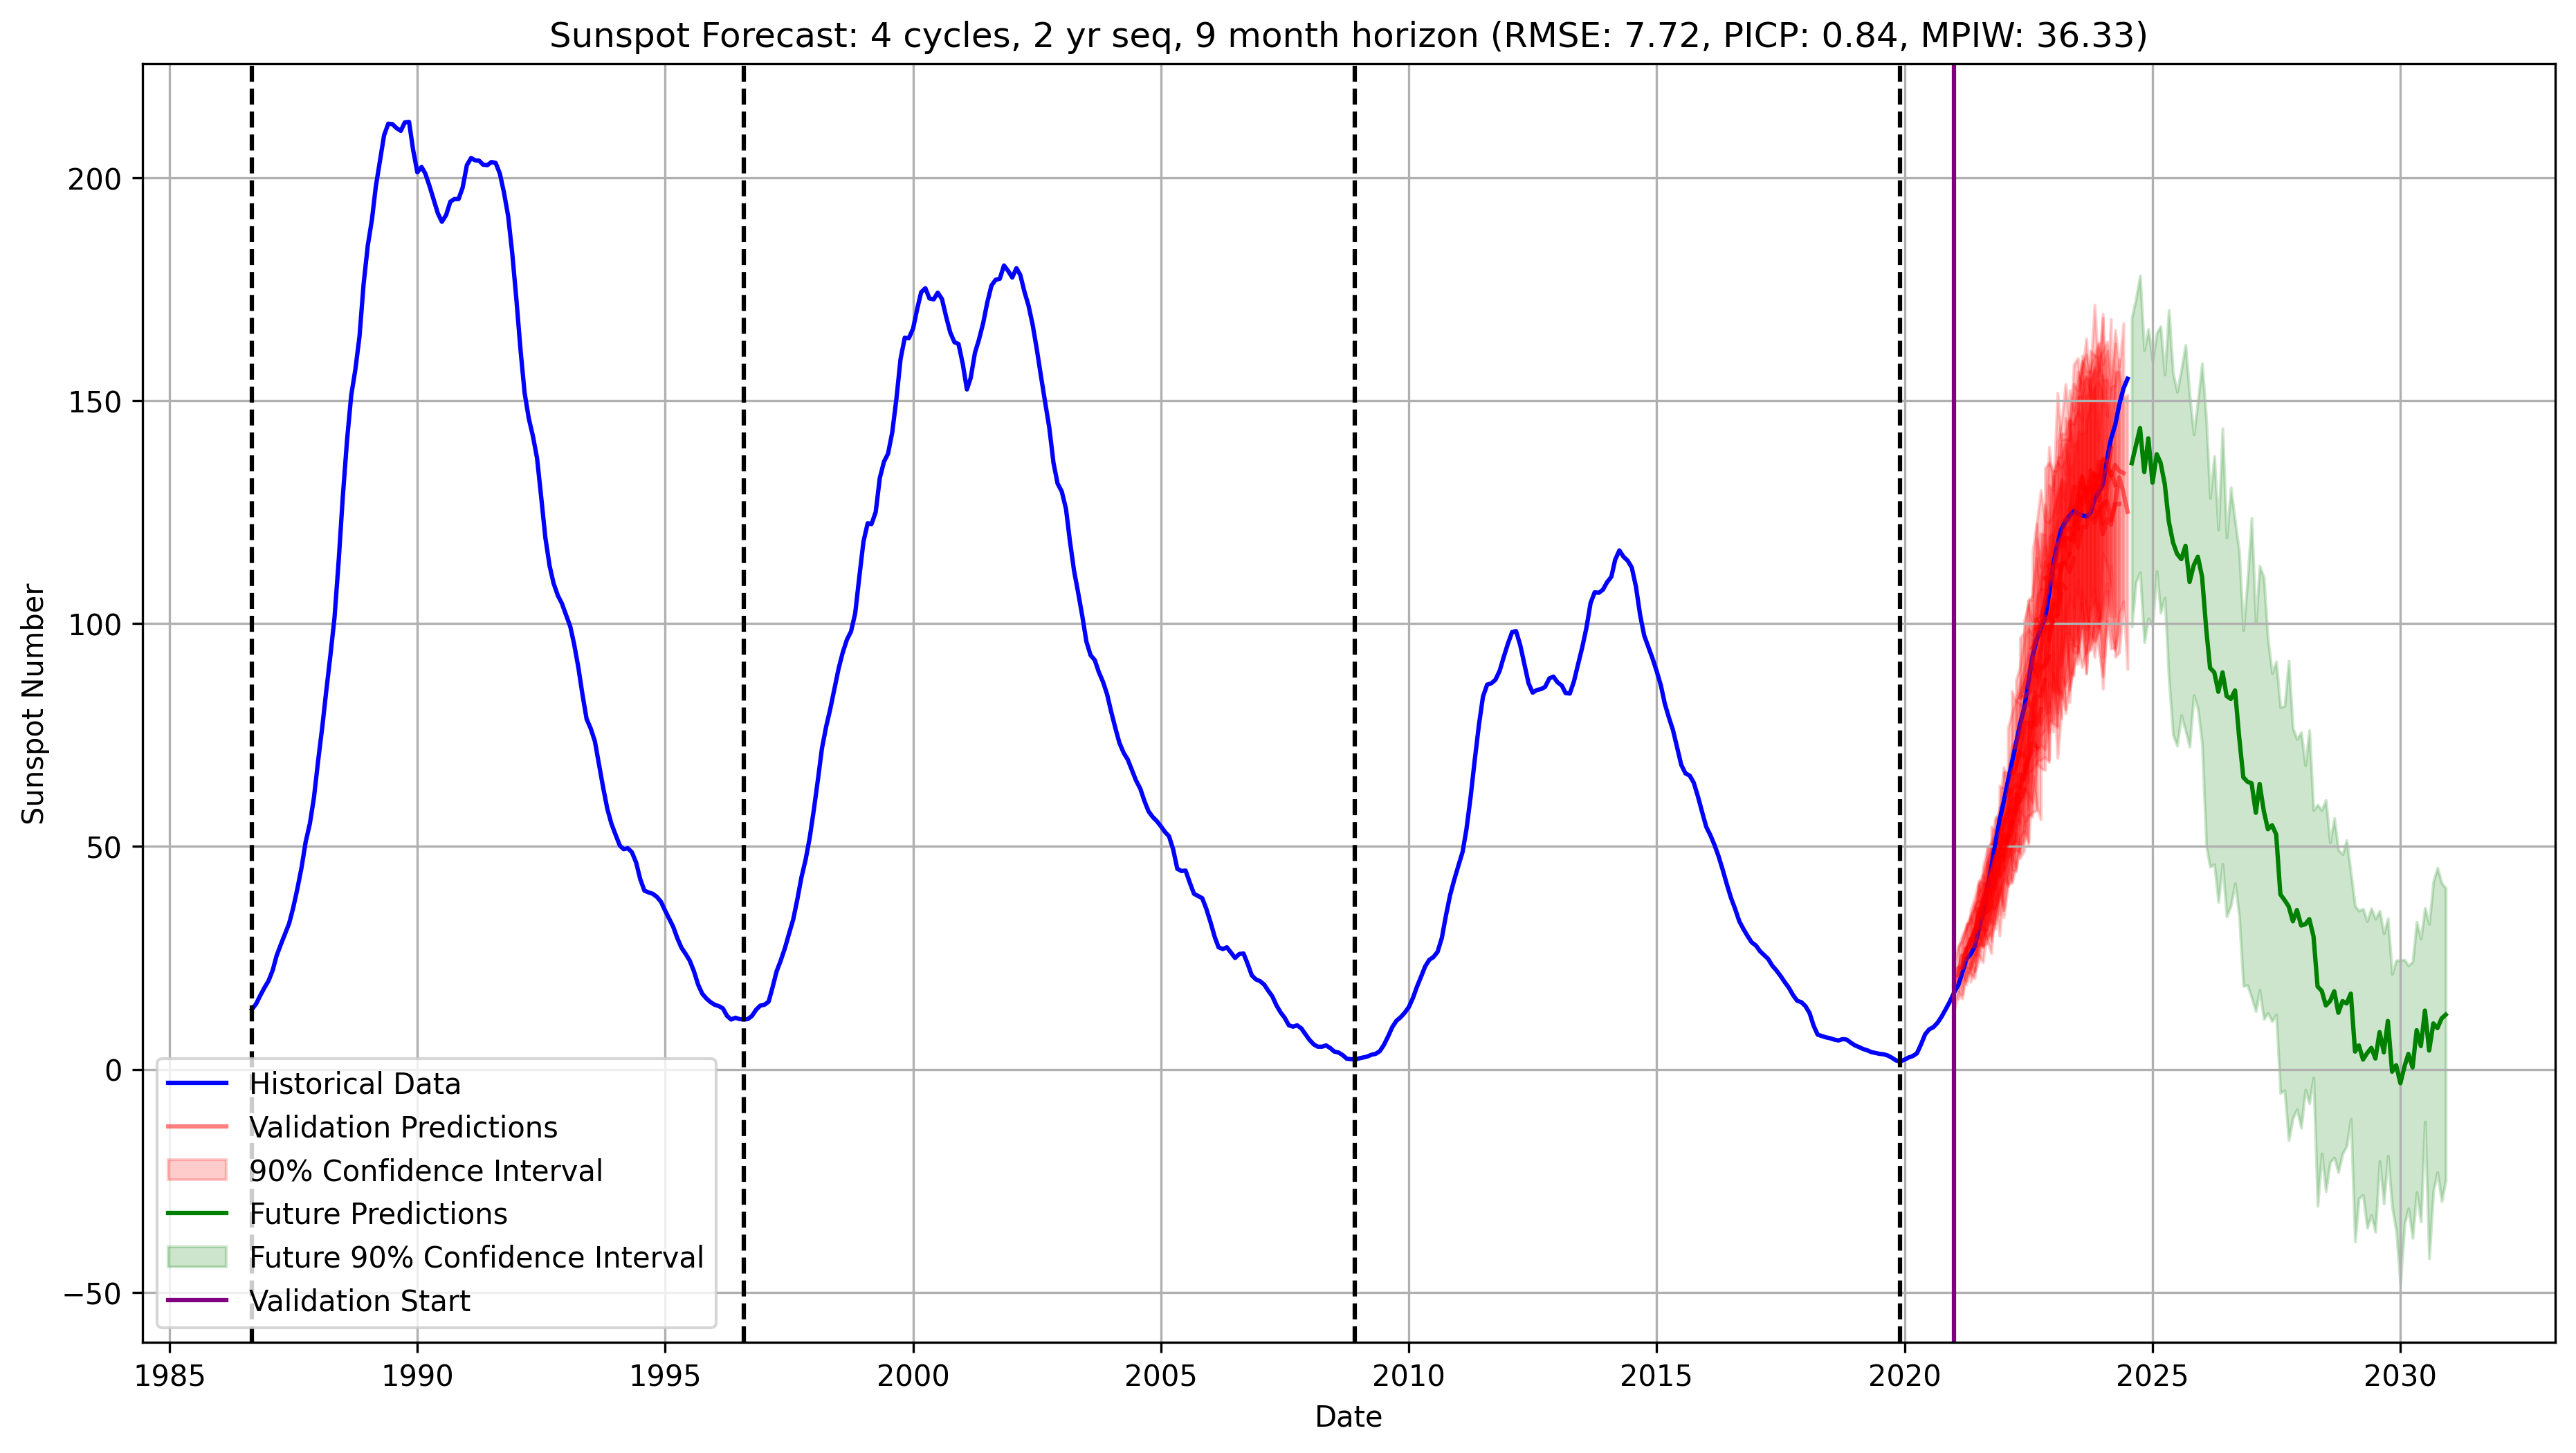 Sunspot Forecast: 4 cycles, 2 yr seq, 9 month horizon (RMSE: 7.72, PICP: 0.84, MPIW: 36.33)
Sunspot Number
200
150
100
50
0
−50
Historical Data
Validation Predictions
90% Confidence Interval
Future Predictions
Future 90% Confidence Interval
Validation Start
1985 1990 1995 2000 2005 2010 2015 2020 2025 2030
Date